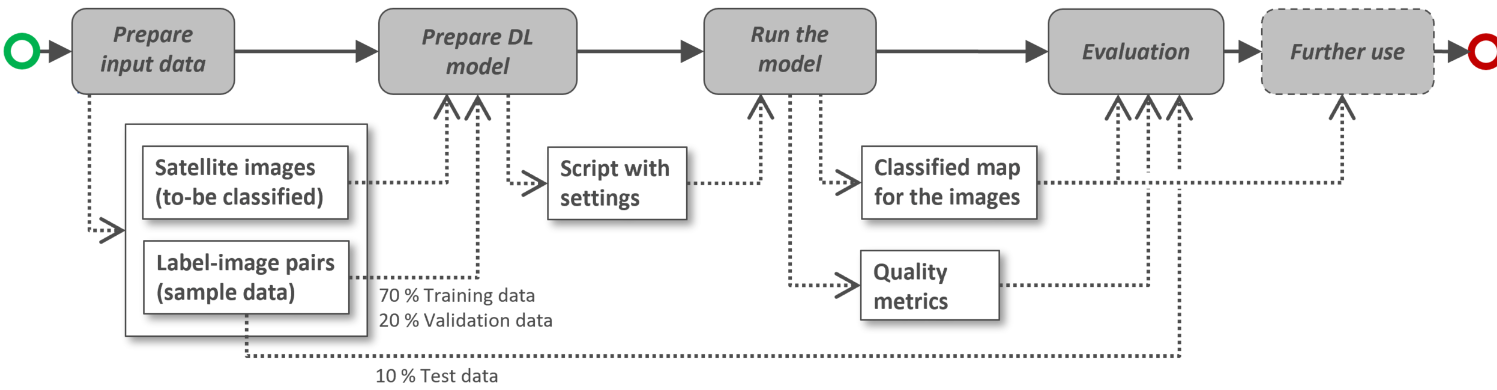 Prepare
input data
Prepare DL
model
Run the
model
Evaluation
Further use
Satellite images
(to-be classified)
Script with
settings
Classified map
for the images
Label-image pairs
(sample data)
Quality
metrics
70 % Training data
20 % Validation data
10 % Test data